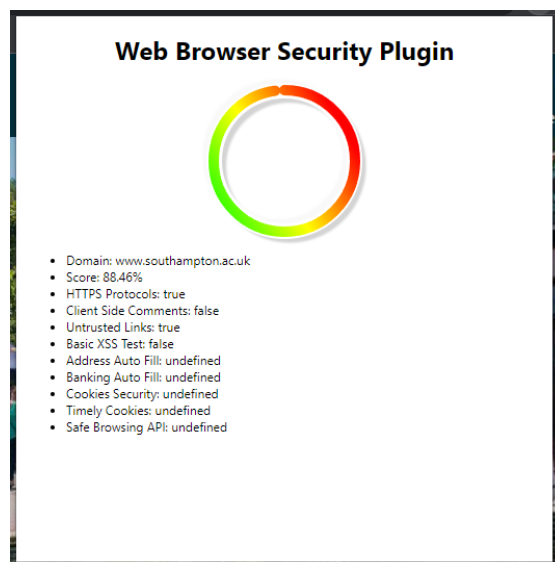 Web Browser Security Plugin
Domain: www.southampton.ac.uk
Score: 88.46%
HTTPS Protocols: true
Client Side Comments: false
Untrusted Links: true
Basic XSS Test: false
Address Auto Fill: undefined
Banking Auto Fill: undefined
Cookies Security: undefined
Timely Cookies: undefined
Safe Browsing API: undefined